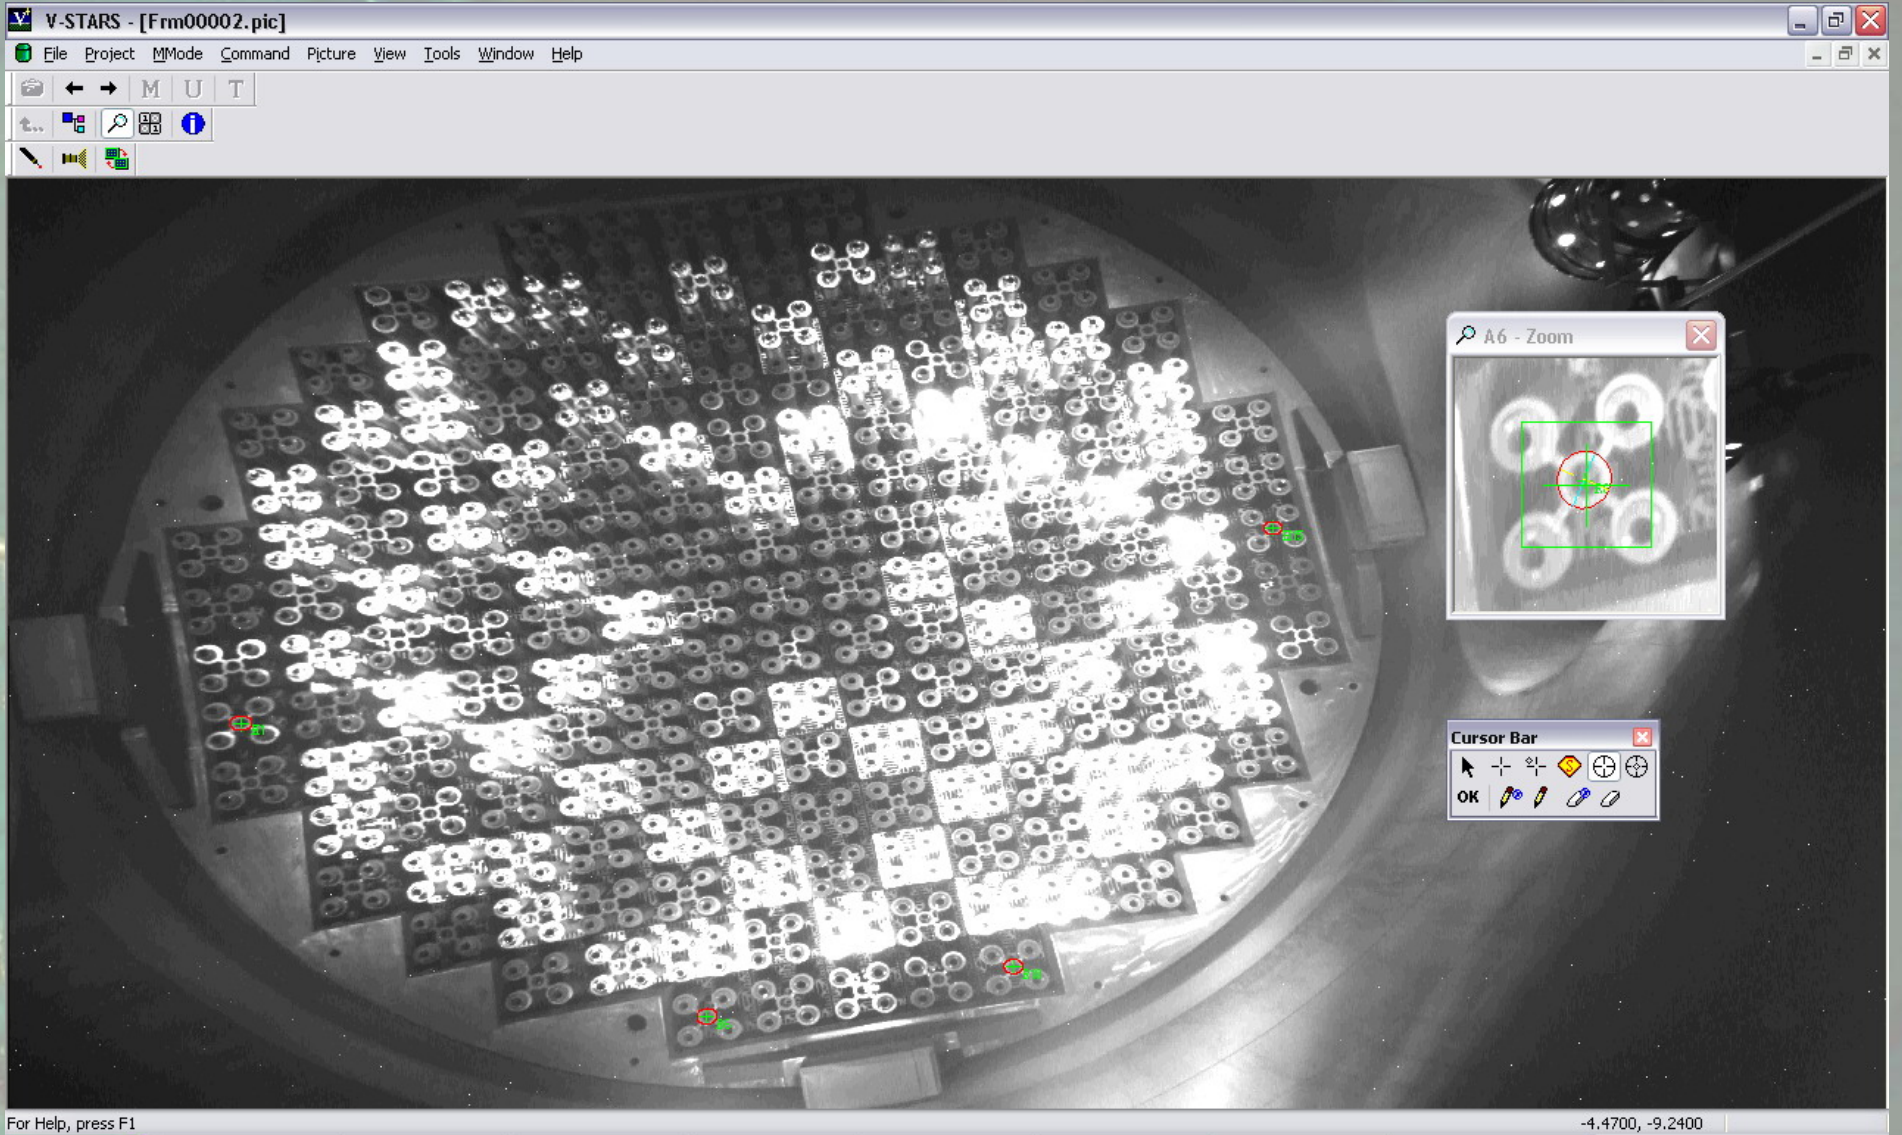 V-STARS - [Frm00002.pic]
File Project MMode Command Picture View Tools Window Help
M U T
A6 - Zoom
Cursor Bar
OK
For Help, press F1
-4.4700, -9.2400